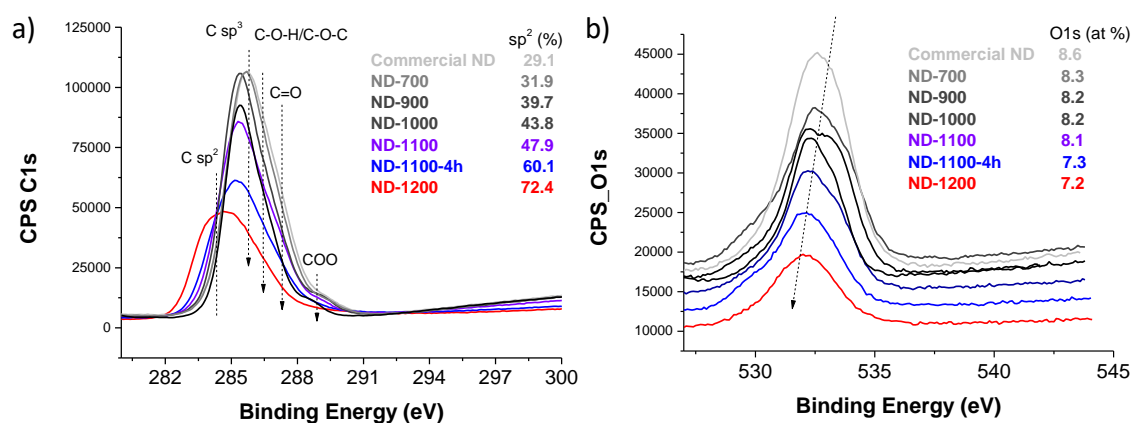 a)
CPS C1s
125000
100000
75000
50000
25000
0
282
285
288
291
294
297
300
Binding Energy (eV)
C sp³
C-O-H/C-O-C
C=O
C sp²
COO
sp² (%)
Commercial ND 29.1
ND-700 31.9
ND-900 39.7
ND-1000 43.8
ND-1100 47.9
ND-1100-4h 60.1
ND-1200 72.4
b)
CPS_O1s
45000
40000
35000
30000
25000
20000
15000
10000
530
535
540
545
Binding Energy (eV)
O1s (at %)
Commercial ND 8.6
ND-700 8.3
ND-900 8.2
ND-1000 8.2
ND-1100 8.1
ND-1100-4h 7.3
ND-1200 7.2